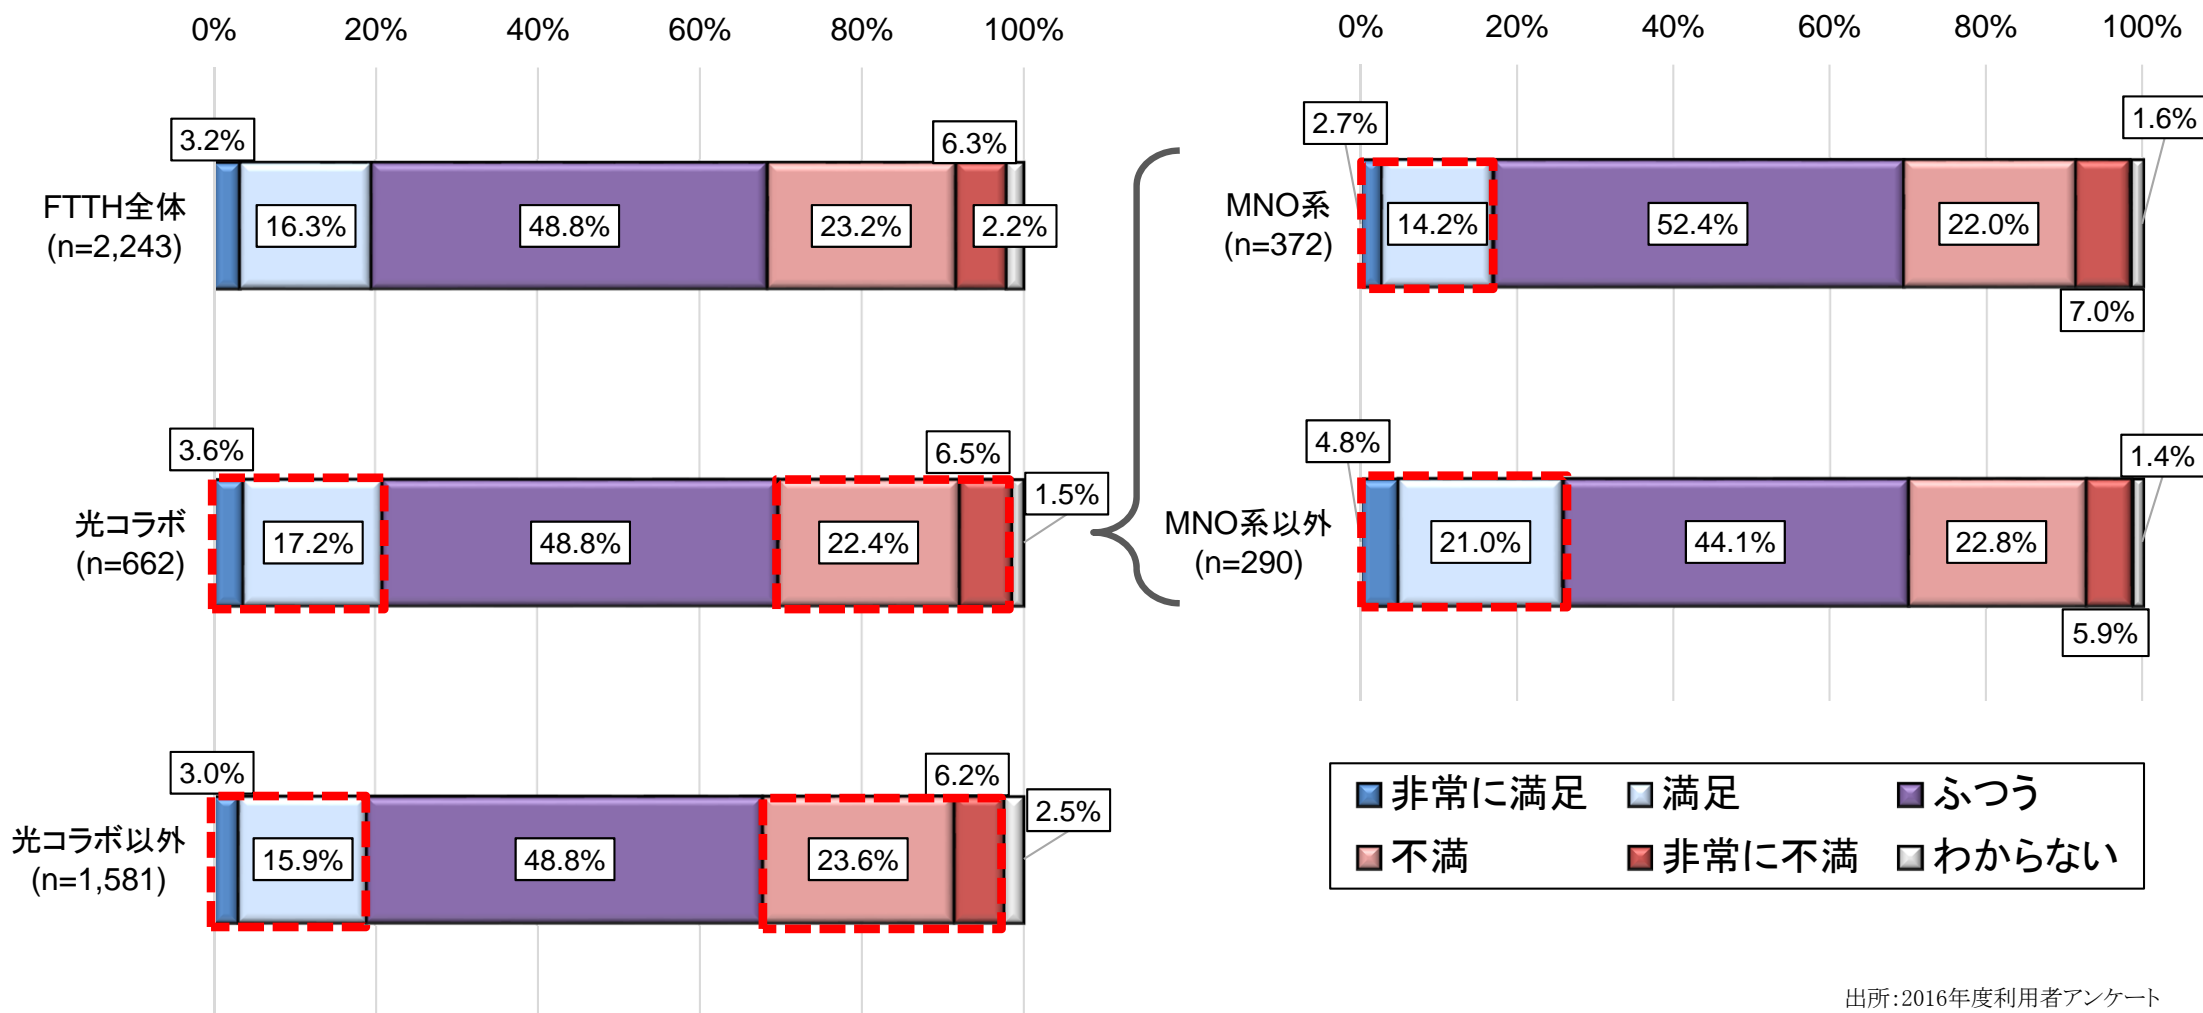 0% 20% 40% 60% 80% 100%
3.2% 6.3%
FTTH全体
(n=2,243)
16.3% 48.8% 23.2% 2.2%
3.6% 6.5%
光コラボ
(n=662)
17.2% 48.8% 22.4% 1.5%
3.0% 6.2%
光コラボ以外
(n=1,581)
15.9% 48.8% 23.6% 2.5%
0% 20% 40% 60% 80% 100%
2.7% 1.6%
MNO系
(n=372)
14.2% 52.4% 22.0%
7.0%
4.8% 1.4%
MNO系以外
(n=290)
21.0% 44.1% 22.8%
5.9%
非常に満足 満足 ふつう
不満 非常に不満 わからない
出所:2016年度利用者アンケート